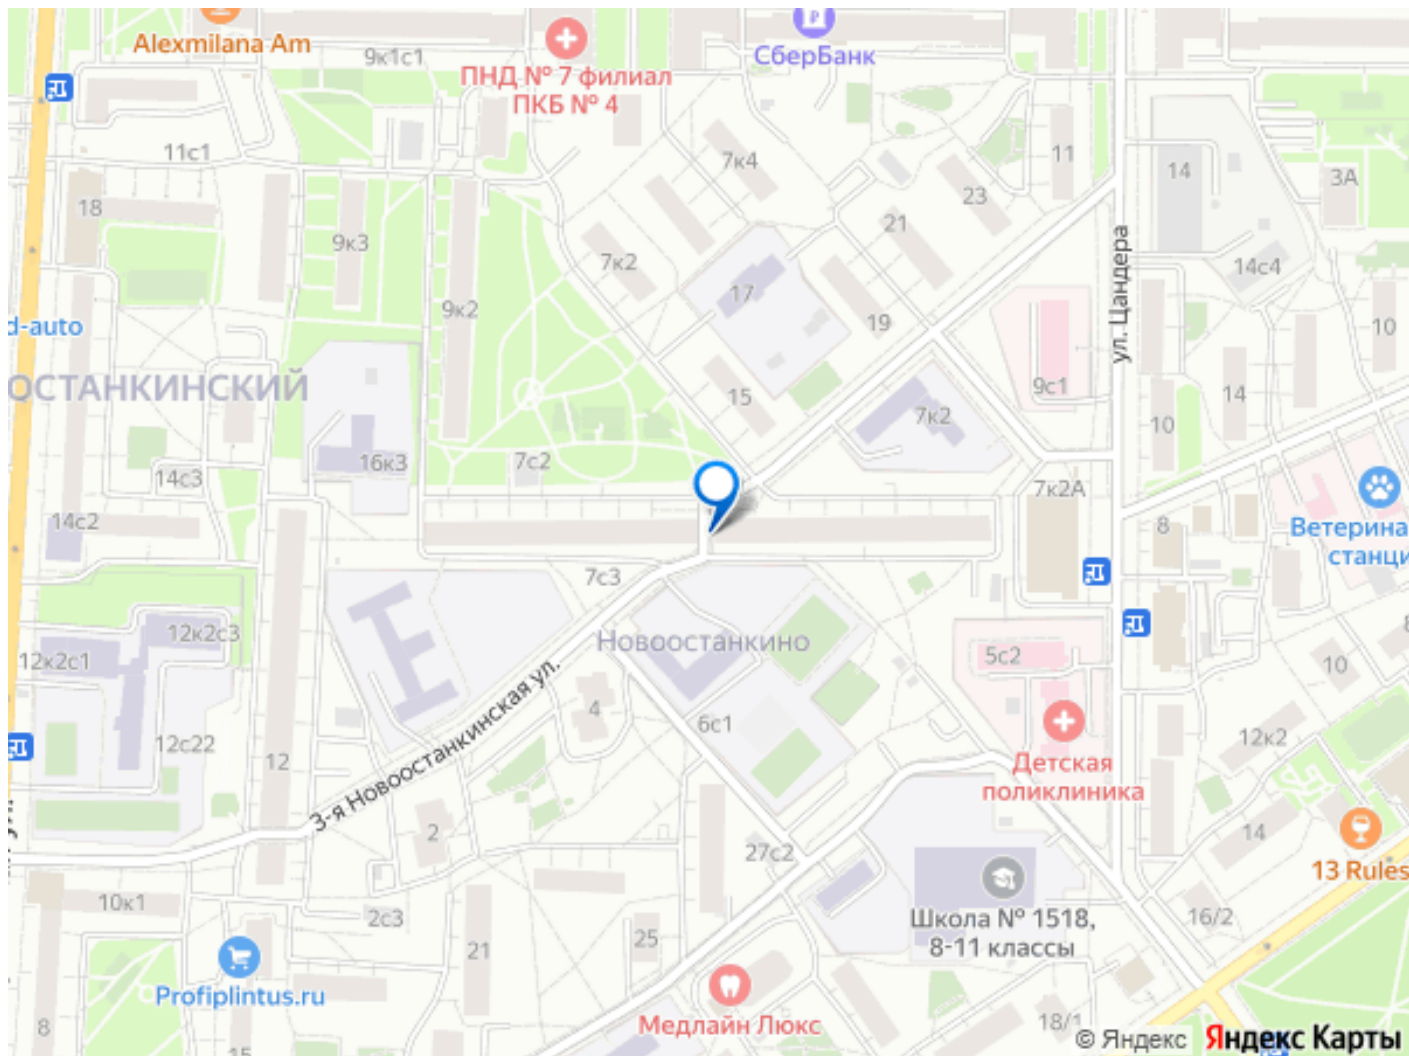 Alexmilana Am
9к1с1
ПНД № 7 филиал
ПКБ № 4
СберБанк
11с1
7к4
11
14
3А
18
9к3
23
21
7к2
14с4
ул. Цандера
17
9к2
19
10
d-auto
ОСТАНКИНСКИЙ
15
9с1
14
7к2
10
16к3
7с2
14с3
7к2А
14с2
8
Ветерина
станци
7с3
12к2с3
Новоостанкино
12к2с1
5с2
10
8
4
6с1
12с22
12
12к2
Детская
поликлиника
3-я Новоостанкинская ул.
2
14
27с2
13 Rules
10к1
2с3
16/2
Школа № 1518,
8-11 классы
21
25
Profiplintus.ru
Медлайн Люкс
18/1
8
15
© Яндекс Яндекс Карты